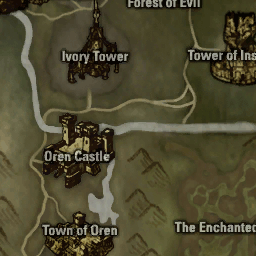 Forest of Evil
Ivory Tower
Tower of Ins
Oren Castle
Town of Oren
The Enchanted